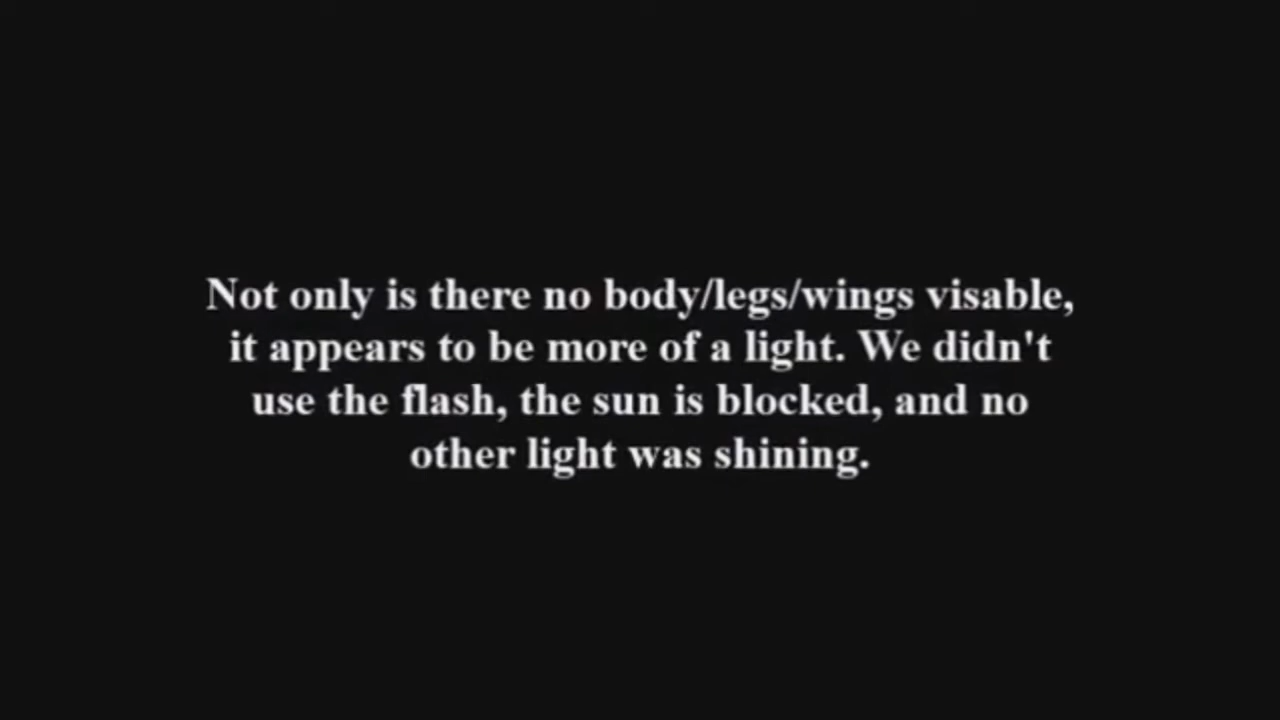 Not only is there no body/legs/wings visable,
it appears to be more of a light. We didn't
use the flash, the sun is blocked, and no
other light was shining.